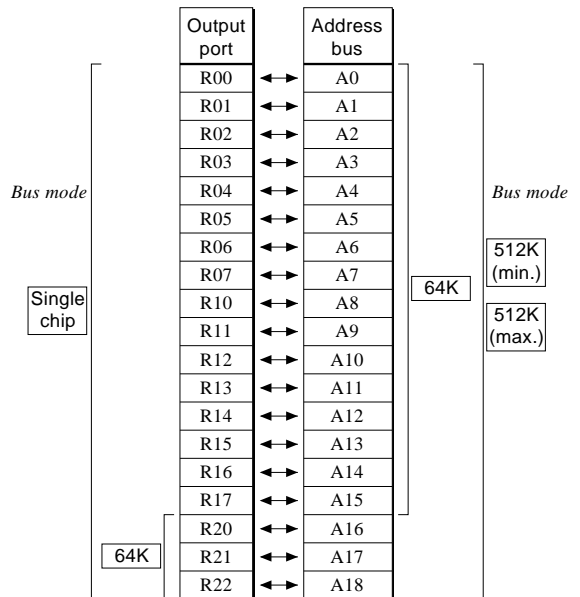 Output port Address bus
R00 A0
R01 A1
R02 A2
R03 A3
Bus mode R04 A4 Bus mode
R05 A5
R06 A6 512K (min.)
R07 A7
64K
Single chip R10 A8
R11 A9 512K (max.)
R12 A10
R13 A11
R14 A12
R15 A13
R16 A14
R17 A15
R20 A16
64K R21 A17
R22 A18